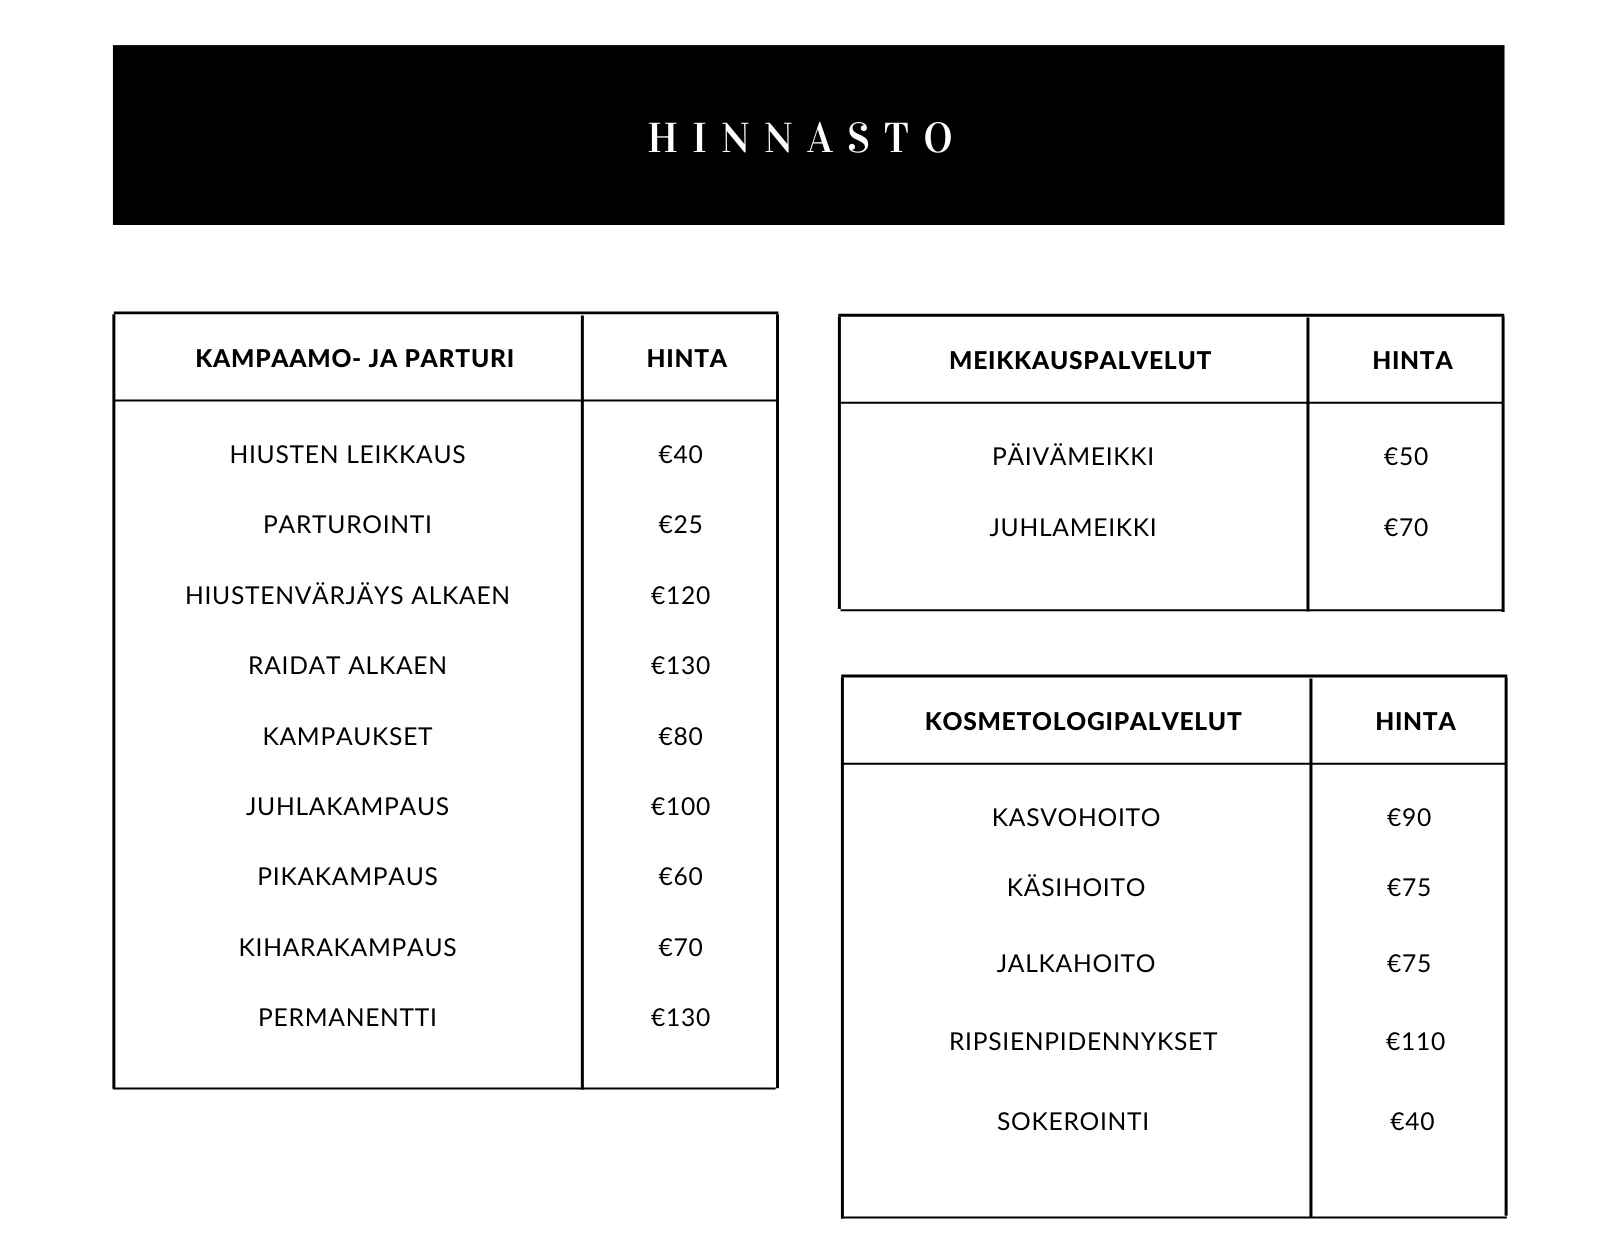 HINNASTO
KAMPAAMO- JA PARTURI HINTA
HIUSTEN LEIKKAUS €40
PARTUROINTI €25
HIUSTENVÄRJÄYS ALKAEN €120
RAIDAT ALKAEN €130
KAMPAUKSET €80
JUHLAKAMPAUS €100
PIKAKAMPAUS €60
KIHARAKAMPAUS €70
PERMANENTTI €130
MEIKKAUSPALVELUT HINTA
PÄIVÄMEIKKI €50
JUHLAMEIKKI €70
KOSMETOLOGIPALVELUT HINTA
KASVOHOITO €90
KÄSIHOITO €75
JALKAHOITO €75
RIPSIENPIDENNYKSET €110
SOKEROINTI €40